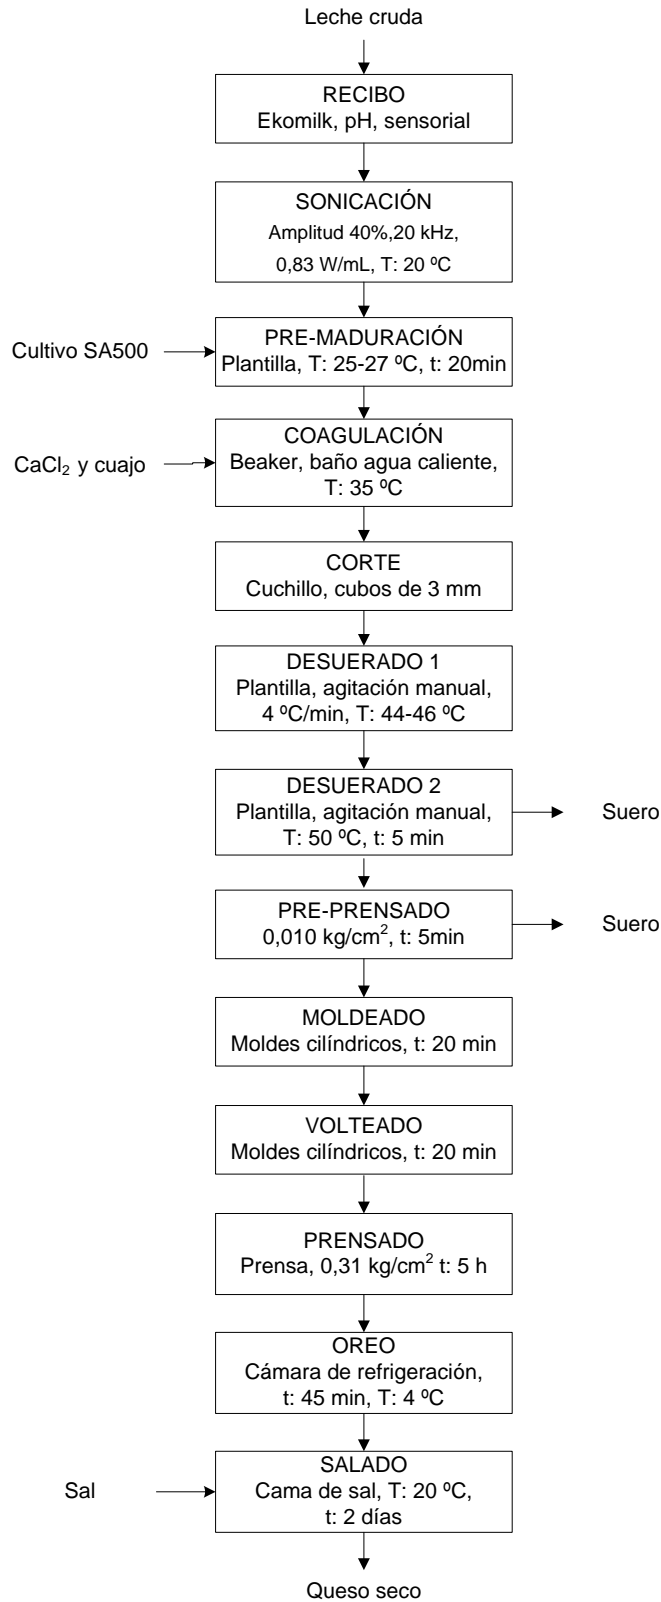 Leche cruda
RECIBO
Ekomilk, pH, sensorial
SONICACIÓN
Amplitud 40%,20 kHz,
0,83 W/mL, T: 20 ºC
Cultivo SA500
PRE-MADURACIÓN
Plantilla, T: 25-27 ºC, t: 20min
CaCl₂ y cuajo
COAGULACIÓN
Beaker, baño agua caliente,
T: 35 ºC
CORTE
Cuchillo, cubos de 3 mm
DESUERADO 1
Plantilla, agitación manual,
4 ºC/min, T: 44-46 ºC
DESUERADO 2
Plantilla, agitación manual,
T: 50 ºC, t: 5 min
Suero
PRE-PRENSADO
0,010 kg/cm², t: 5min
Suero
MOLDEADO
Moldes cilíndricos, t: 20 min
VOLTEADO
Moldes cilíndricos, t: 20 min
PRENSADO
Prensa, 0,31 kg/cm² t: 5 h
OREO
Cámara de refrigeración,
t: 45 min, T: 4 ºC
Sal
SALADO
Cama de sal, T: 20 ºC,
t: 2 días
Queso seco